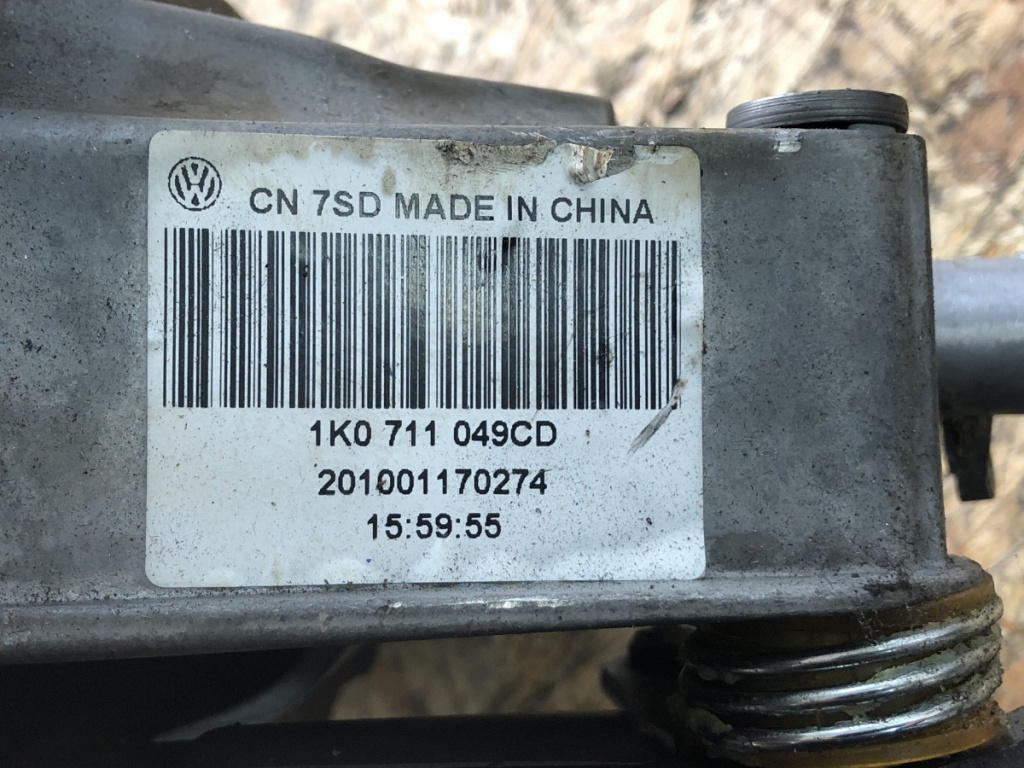 CN 7SD MADE IN CHINA
1K0 711 049CD
201001170274
15:59:55